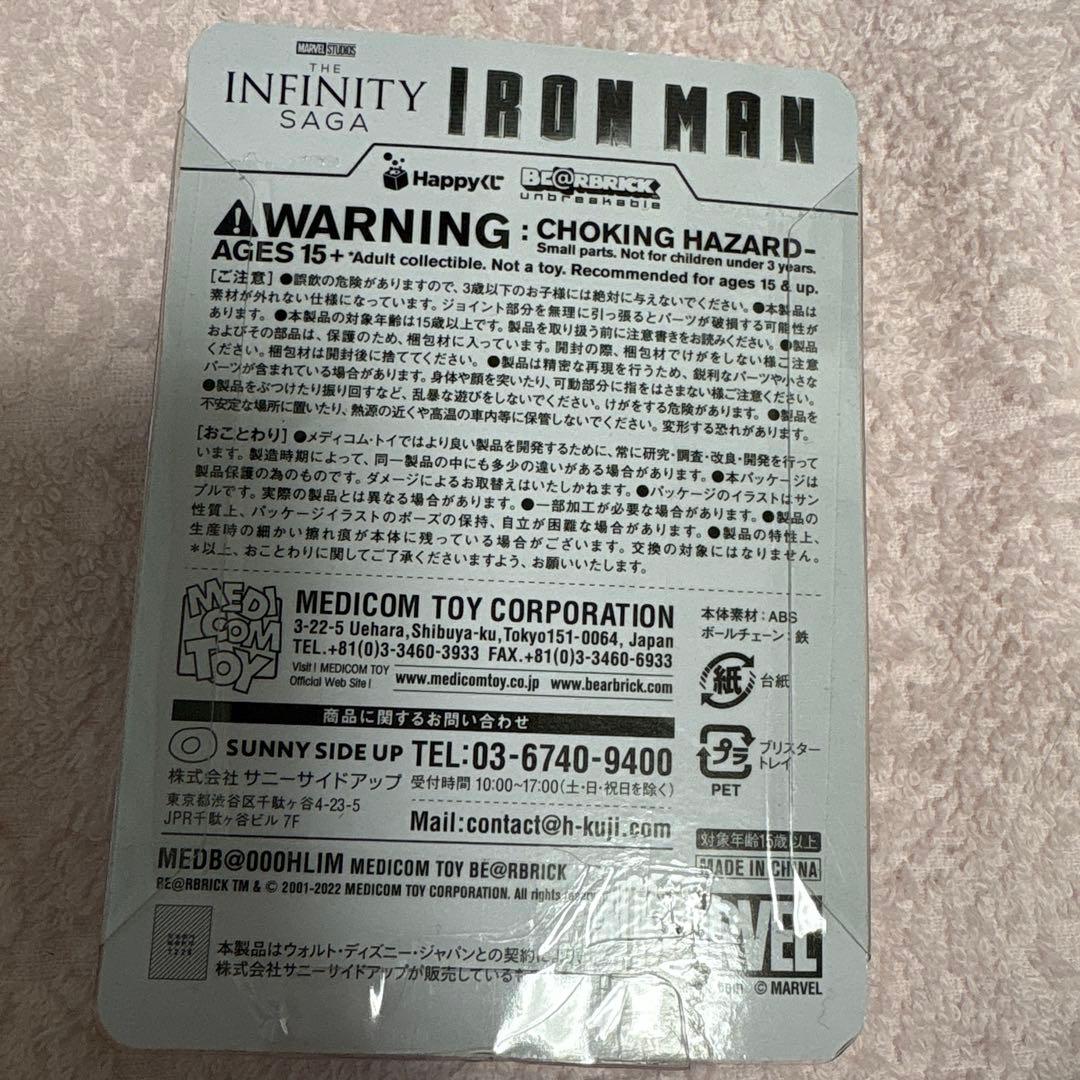 MARVEL STUDIOS
THE
INFINITY
SAGA
IRON MAN
Happyくじ
BE@RBRICK
unbreakable
WARNING : CHOKING HAZARD-
Small parts. Not for children under 3 years.
AGES 15+ *Adult collectible. Not a toy. Recommended for ages 15 & up.
[ご注意] ●誤飲の危険がありますので、3歳以下のお子様には絶対に与えないでください。●本製品は
素材が外れない仕様になっています。ジョイント部分を無理に引っ張るとパーツが破損する可能性が
あります。 ●本製品の対象年齢は15歳以上です。製品を取り扱う前に注意書きをお読みください。●製品
およびその部品は、保護のため、梱包材に入っています。開封の際、梱包材でけがをしない様ご注意
ください。梱包材は開封後に捨ててください。 ●製品は精密な再現を行うため、鋭利なパーツや小さな
パーツが含まれている場合があります。身体や顔を突いたり、可動部分に指をはさまない様ご注意ください。
●製品をぶつけたり振り回すなど、乱暴な遊びをしないでください。けがをする危険があります。 ●製品を
不安定な場所に置いたり、熱源の近くや高温の車内等に保管しないでください。変形する恐れがあります。
[おことわり] ●メディコム・トイではより良い製品を開発するために、常に研究・調査・改良・開発を行って
います。製造時期によって、同一製品の中にも多少の違いがある場合があります。●本パッケージは
製品保護の為のものです。ダメージによるお取替えはいたしかねます。●パッケージのイラストはサン
プルです。実際の製品とは異なる場合があります。●一部加工が必要な場合があります。●製品の
性質上、パッケージイラストのポーズの保持、自立が困難な場合があります。●製品の特性上、
生産時の細かい擦れ痕が本体に残っている場合がございます。交換の対象にはなりません。
＊以上、おことわりに関してご了承くださいますよう、お願いいたします。
MEDI
COM
TOY
MEDICOM TOY CORPORATION
3-22-5 Uehara,Shibuya-ku,Tokyo151-0064, Japan
TEL.+81(0)3-3460-3933 FAX.+81(0)3-3460-6933
Visit ! MEDICOM TOY
Official Web Site !
www.medicomtoy.co.jp www.bearbrick.com
本体素材：ABS
ボールチェーン：鉄
紙 台紙
商品に関するお問い合わせ
SUNNY SIDE UP TEL:03-6740-9400
株式会社 サニーサイドアップ 受付時間 10:00~17:00(土・日・祝日を除く)
東京都渋谷区千駄ヶ谷4-23-5
JPR千駄ヶ谷ビル 7F
Mail:contact@h-kuji.com
プラ
ブリスター
トレイ
PET
対象年齢15歳以上
MADE IN CHINA
MEDB@000HLIM MEDICOM TOY BE@RBRICK
BE@RBRICK TM & © 2001-2022 MEDICOM TOY CORPORATION. All rights
本製品はウォルト・ディズニー・ジャパンとの契約により
株式会社サニーサイドアップが販売している
VEL
© MARVEL